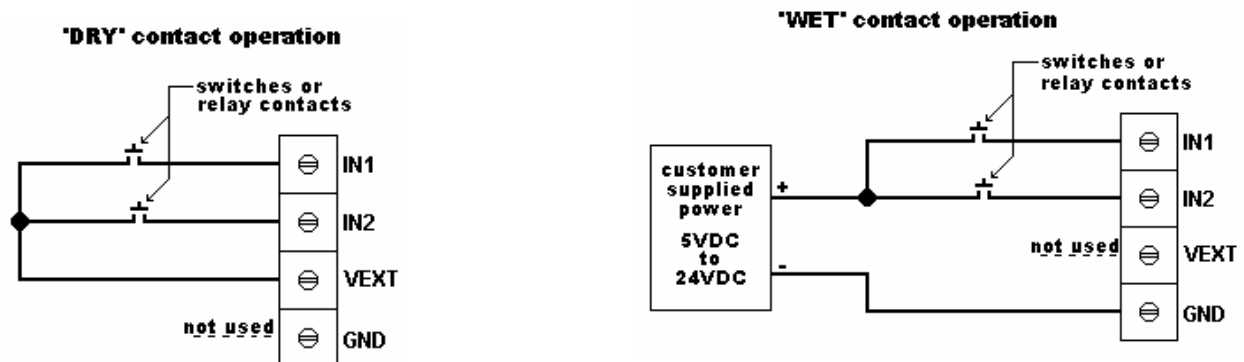 "DRY" contact operation
switches or
relay contacts
IN1
IN2
VEXT
not used
GND
"WET" contact operation
switches or
relay contacts
customer
supplied
power
5VDC
to
24VDC
+
-
IN1
IN2
not used
VEXT
GND